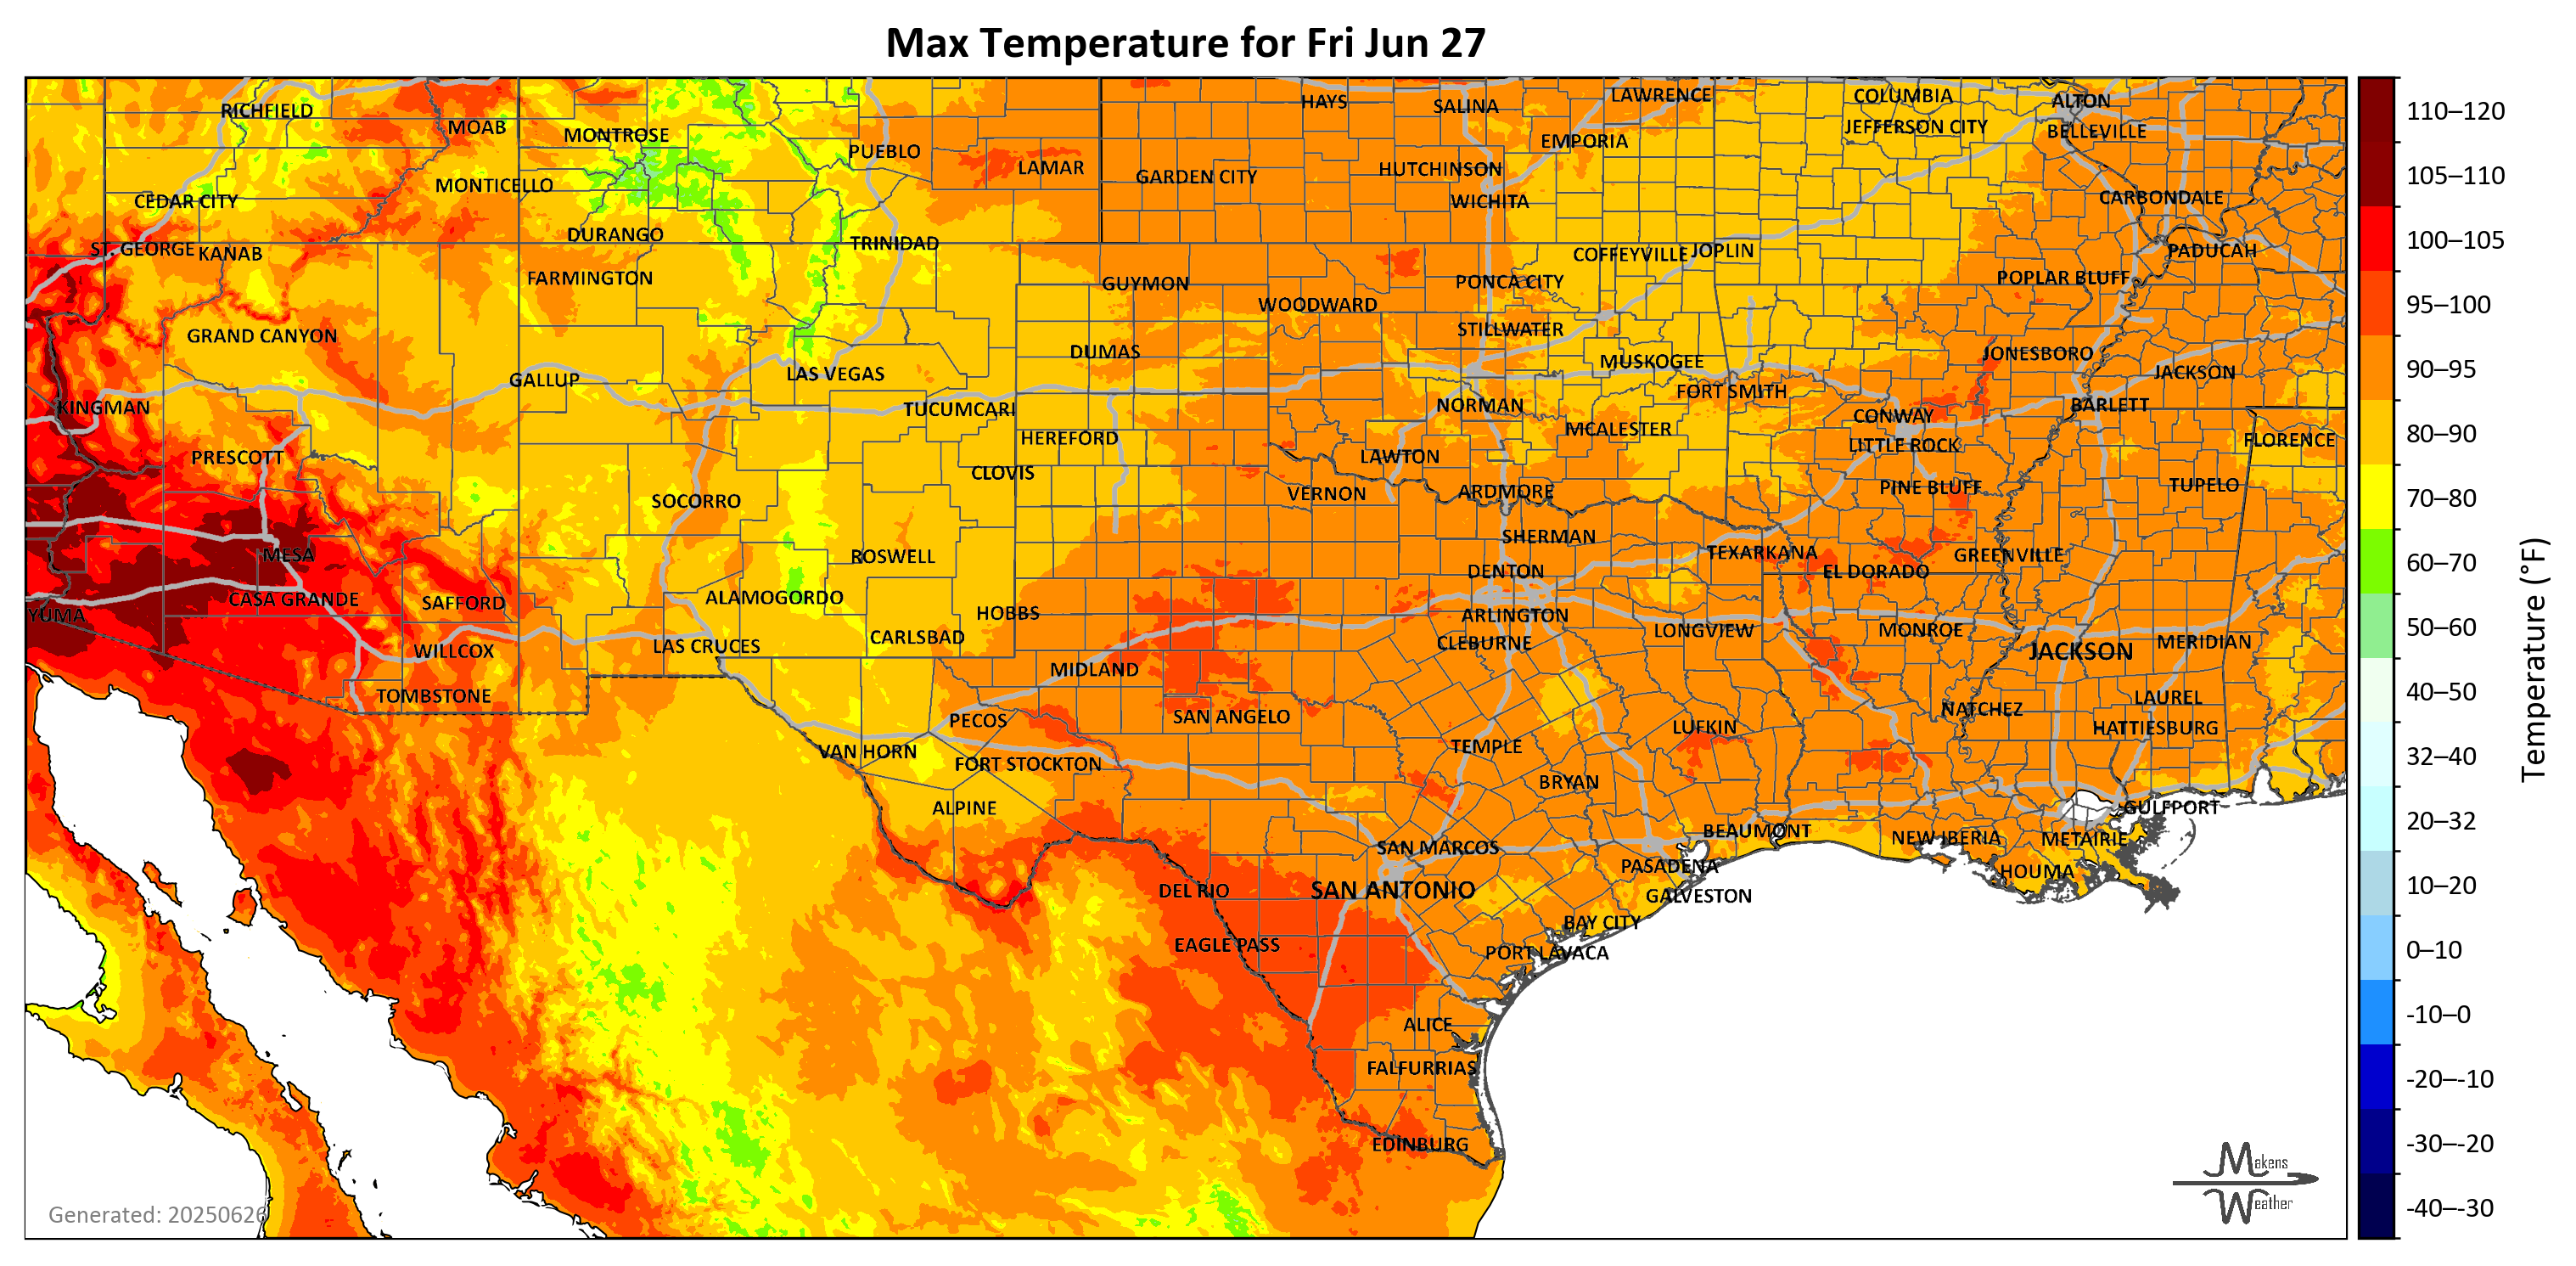 Max Temperature for Fri Jun 27
RICHFIELD
MOAB
MONTROSE
PUEBLO
LAMAR
HAYS
SALINA
LAWRENCE
COLUMBIA
ALTON
EMPORIA
JEFFERSON CITY
BELLEVILLE
CEDAR CITY
MONTICELLO
GARDEN CITY
HUTCHINSON
WICHITA
CARBONDALE
ST. GEORGE
KANAB
DURANGO
TRINIDAD
COFFEYVILLE
JOPLIN
PADUCAH
FARMINGTON
GUYMON
WOODWARD
PONCA CITY
POPLAR BLUFF
GRAND CANYON
STILLWATER
DUMAS
MUSKOGEE
JONESBORO
GALLUP
LAS VEGAS
FORT SMITH
JACKSON
KINGMAN
TUCUMCARI
NORMAN
CONWAY
BARLETT
PRESCOTT
HEREFORD
MCALESTER
LITTLE ROCK
FLORENCE
CLOVIS
LAWTON
SOCORRO
VERNON
ARDMORE
PINE BLUFF
TUPELO
MESA
ROSWELL
SHERMAN
TEXARKANA
GREENVILLE
CASA GRANDE
SAFFORD
ALAMOGORDO
DENTON
EL DORADO
YUMA
HOBBS
ARLINGTON
WILLCOX
LAS CRUCES
CARLSBAD
CLEBURNE
LONGVIEW
MONROE
JACKSON
MERIDIAN
TOMBSTONE
MIDLAND
PECOS
SAN ANGELO
LUFKIN
NATCHEZ
LAUREL
VAN HORN
FORT STOCKTON
TEMPLE
HATTIESBURG
ALPINE
BRYAN
GULFPORT
SAN MARCOS
BEAUMONT
NEW IBERIA
METAIRIE
DEL RIO
SAN ANTONIO
PASADENA
HOUMA
GALVESTON
EAGLE PASS
BAY CITY
PORT LAVACA
ALICE
FALFURRIAS
EDINBURG
Generated: 20250626
Makens
Weather
110–120
105–110
100–105
95–100
90–95
80–90
70–80
60–70
50–60
40–50
32–40
20–32
10–20
0–10
-10–0
-20–-10
-30–-20
-40–-30
Temperature (°F)